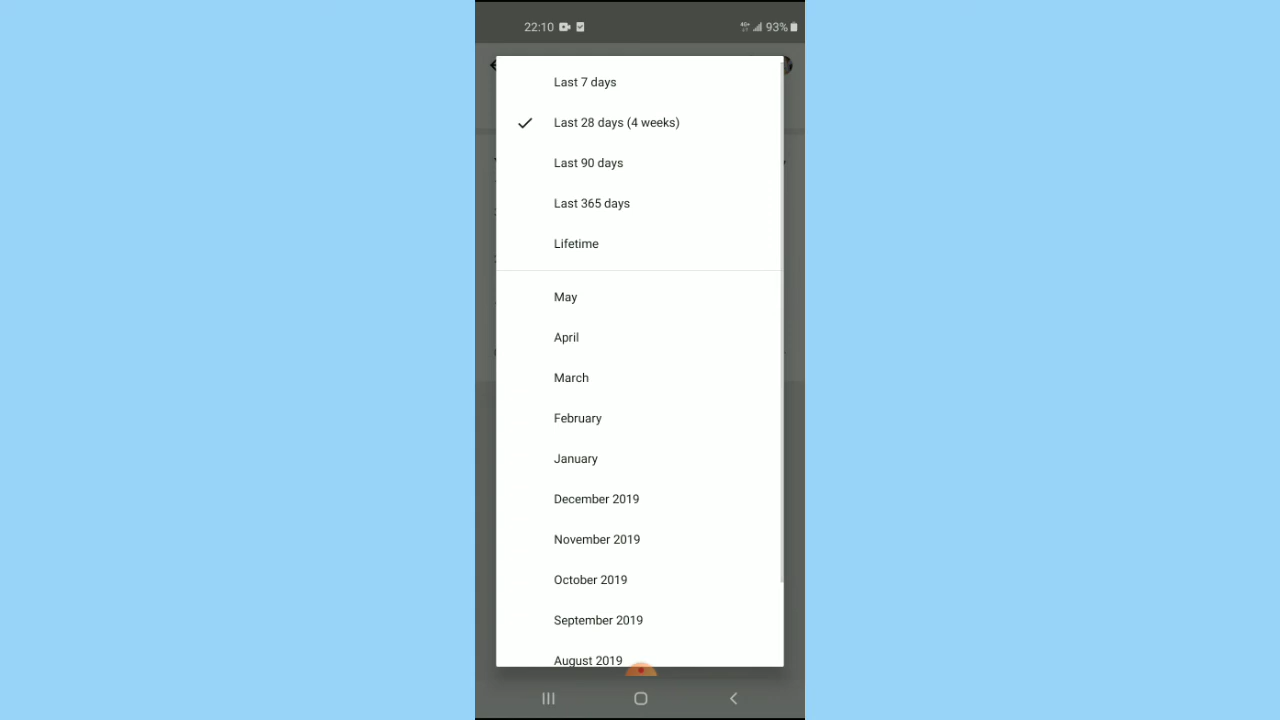 22:10
93%
Last 7 days
Last 28 days (4 weeks)
Last 90 days
Last 365 days
Lifetime
May
April
March
February
January
December 2019
November 2019
October 2019
September 2019
August 2019